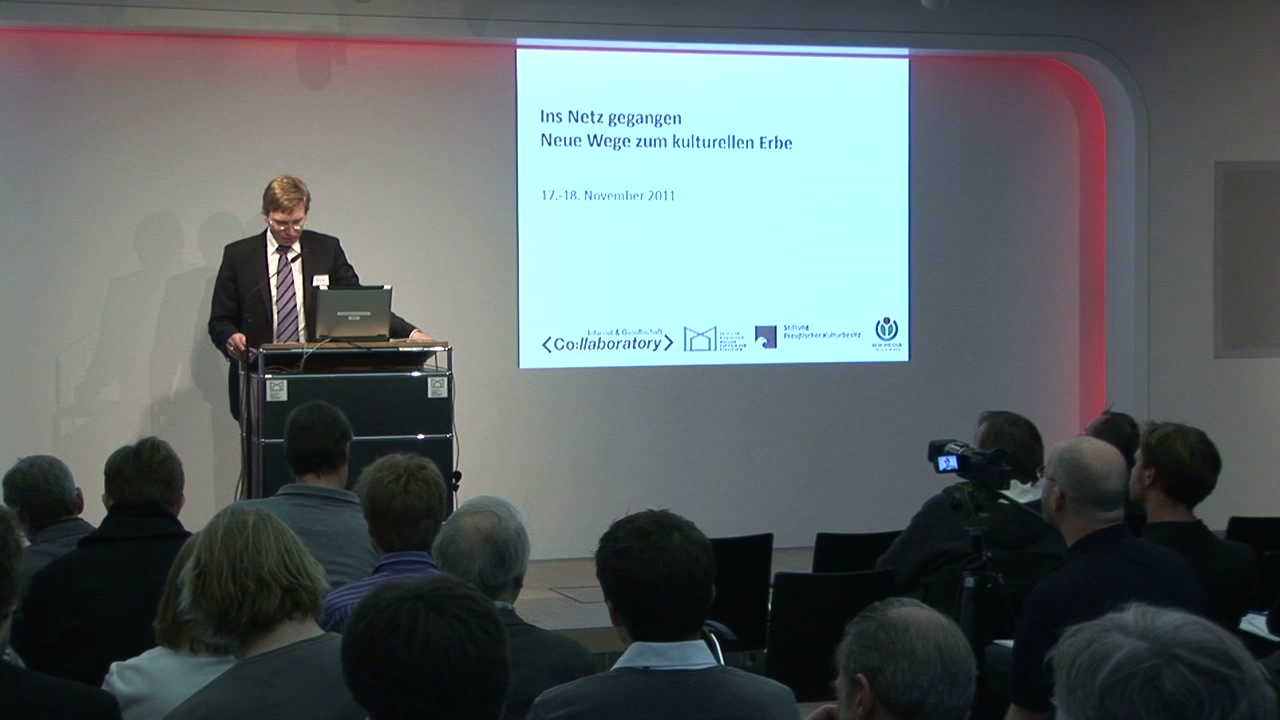 Ins Netz gegangen
Neue Wege zum kulturellen Erbe
17.-18. November 2011
Internet & Gesellschaft
<Co:llaboratory>
Stiftung
Preußischer Kulturbesitz
WIKIMEDIA